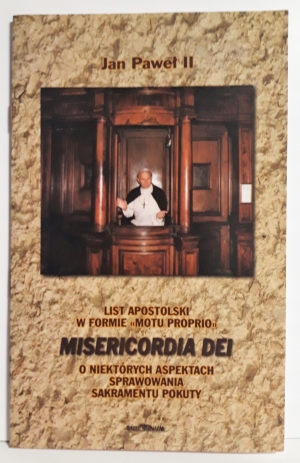 Jan Paweł II
LIST APOSTOLSKI
W FORMIE «MOTU PROPRIO»
MISERICORDIA DEI
O NIEKTÓRYCH ASPEKTACH
SPRAWOWANIA
SAKRAMENTU POKUTY